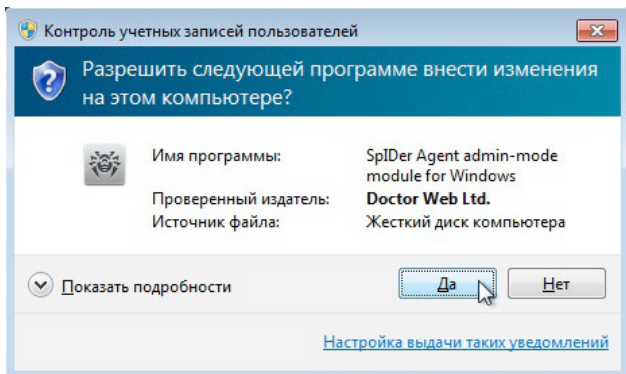 Контроль учетных записей пользователей
Разрешить следующей программе внести изменения
на этом компьютере?
Имя программы: SpIDer Agent admin-mode
module for Windows
Проверенный издатель: Doctor Web Ltd.
Источник файла: Жесткий диск компьютера
Показать подробности Да Нет
Настройка выдачи таких уведомлений